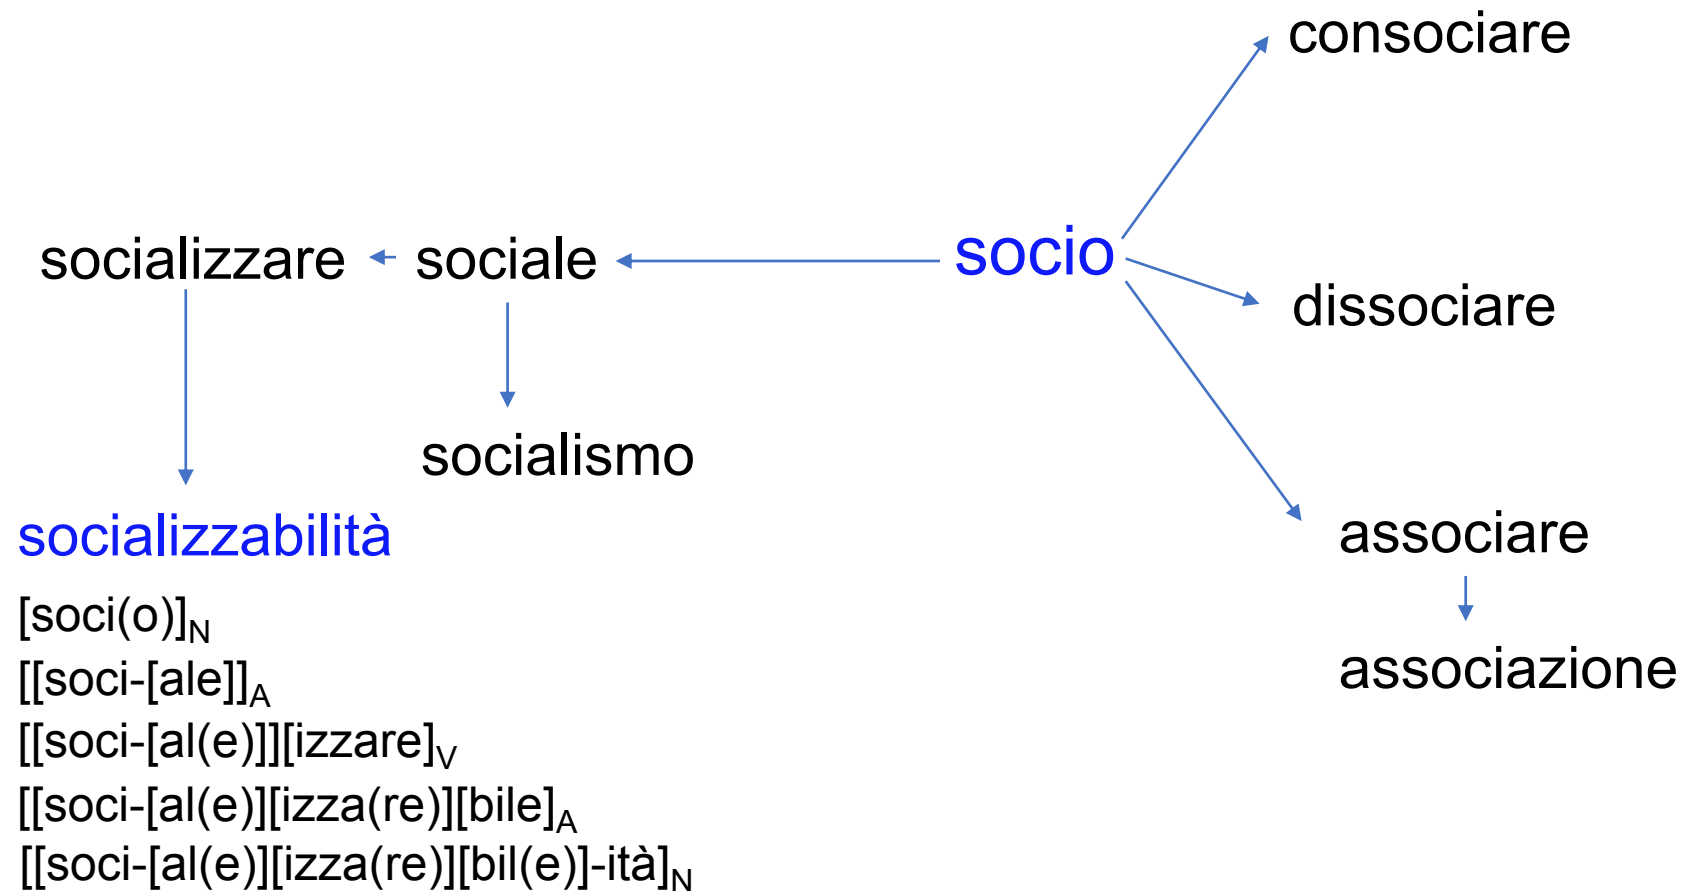 consociare
socializzare
sociale
socio
dissociare
socialismo
socializzabilità
associare
[soci(o)]N
[[soci-[ale]]A
associazione
[[soci-[al(e)]][izzare]V
[[soci-[al(e)][izza(re)][bile]A
[[soci-[al(e)][izza(re)][bil(e)]-ità]N